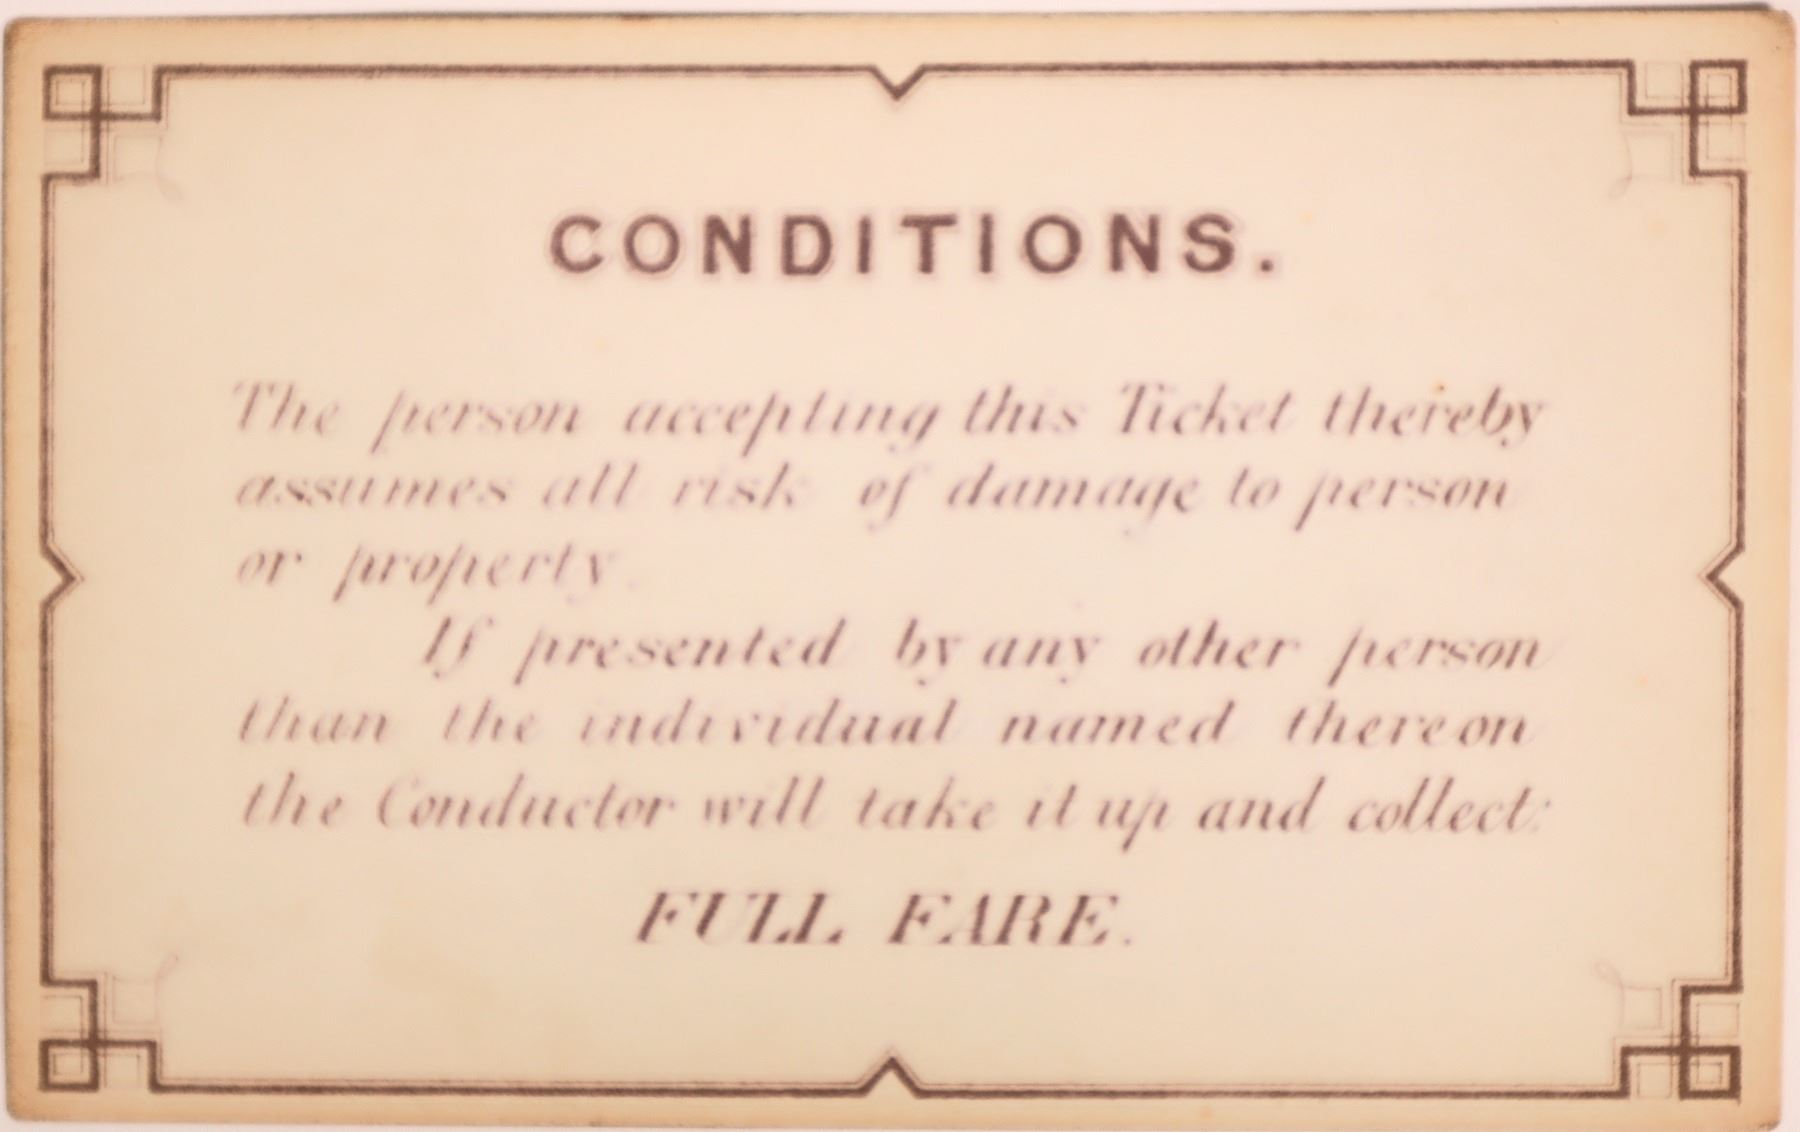 CONDITIONS.
The person accepting this Ticket thereby
assumes all risk of damage to person
or property.
If presented by any other person
than the individual named thereon
the Conductor will take it up and collect:
FULL FARE.